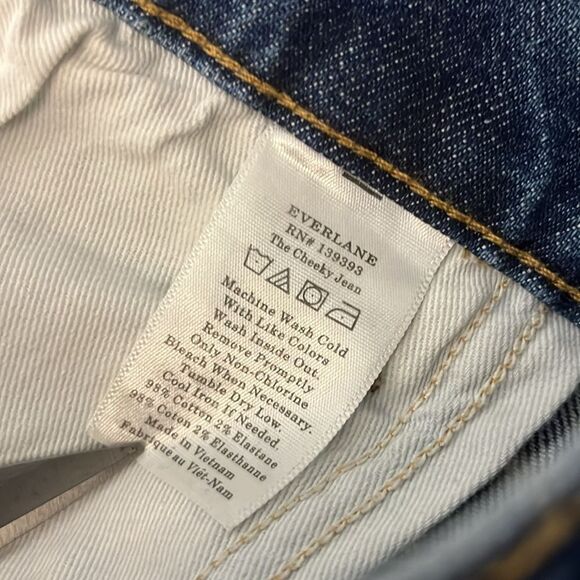 EVERLANE
RN# 139393
The Cheeky Jean
Machine Wash Cold
With Like Colors
Wash Inside Out.
Remove Promptly
Only Non-Chlorine
Bleach When Necessary.
Tumble Dry Low.
Cool Iron If Needed.
98% Cotton 2% Elastane
98% Coton 2% Elasthanne
Made in Vietnam
Fabriqué au Viêt-Nam